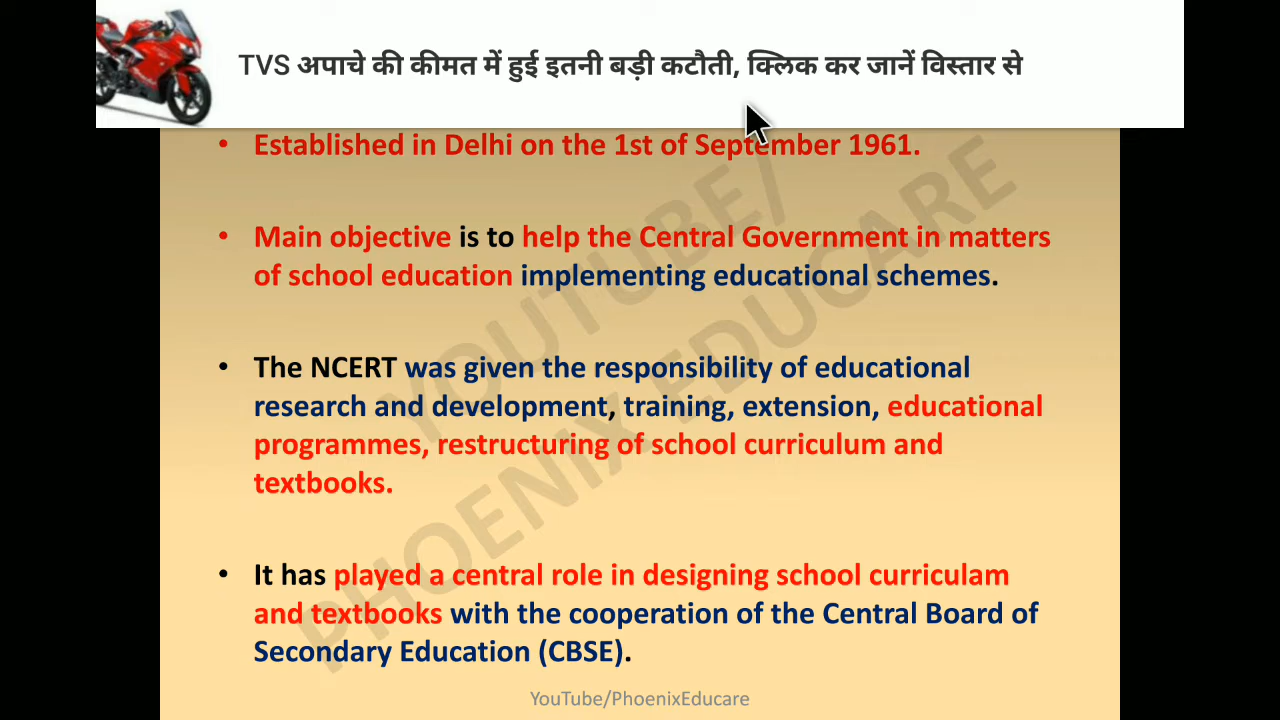 TVS अपाचे की कीमत में हुई इतनी बड़ी कटौती, क्लिक कर जानें विस्तार से
• Established in Delhi on the 1st of September 1961.
• Main objective is to help the Central Government in matters
of school education implementing educational schemes.
• The NCERT was given the responsibility of educational
research and development, training, extension, educational
programmes, restructuring of school curriculum and
textbooks.
• It has played a central role in designing school curriculam
and textbooks with the cooperation of the Central Board of
Secondary Education (CBSE).
YOUTUBE/
PHOENIX EDUCARE
YouTube/PhoenixEducare